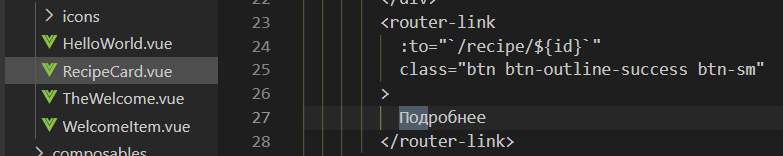 icons
HelloWorld.vue
RecipeCard.vue
TheWelcome.vue
WelcomeItem.vue
composables
22 </div>
23 <router-link
24 :to="`/recipe/${id}`"
25 class="btn btn-outline-success btn-sm"
26 >
27 Подробнее
28 </router-link>